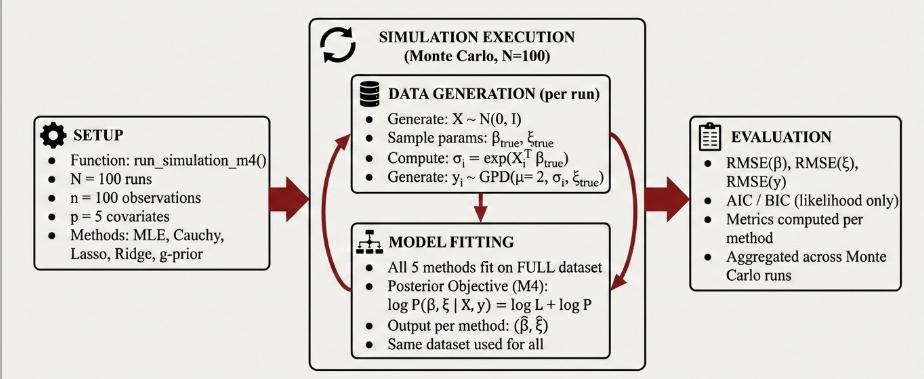 SETUP
● Function: run_simulation_m4()
● N = 100 runs
● n = 100 observations
● p = 5 covariates
● Methods: MLE, Cauchy,
Lasso, Ridge, g-prior
SIMULATION EXECUTION
(Monte Carlo, N=100)
DATA GENERATION (per run)
● Generate: X ~ N(0, I)
● Sample params: β_true, ξ_true
● Compute: σ_i = exp(X_i^T β_true)
● Generate: y_i ~ GPD(μ= 2, σ_i, ξ_true)
MODEL FITTING
● All 5 methods fit on FULL dataset
● Posterior Objective (M4):
log P(β, ξ | X, y) = log L + log P
● Output per method: (β̂, ξ̂)
● Same dataset used for all
EVALUATION
● RMSE(β), RMSE(ξ),
RMSE(y)
● AIC / BIC (likelihood only)
● Metrics computed per
method
● Aggregated across Monte
Carlo runs